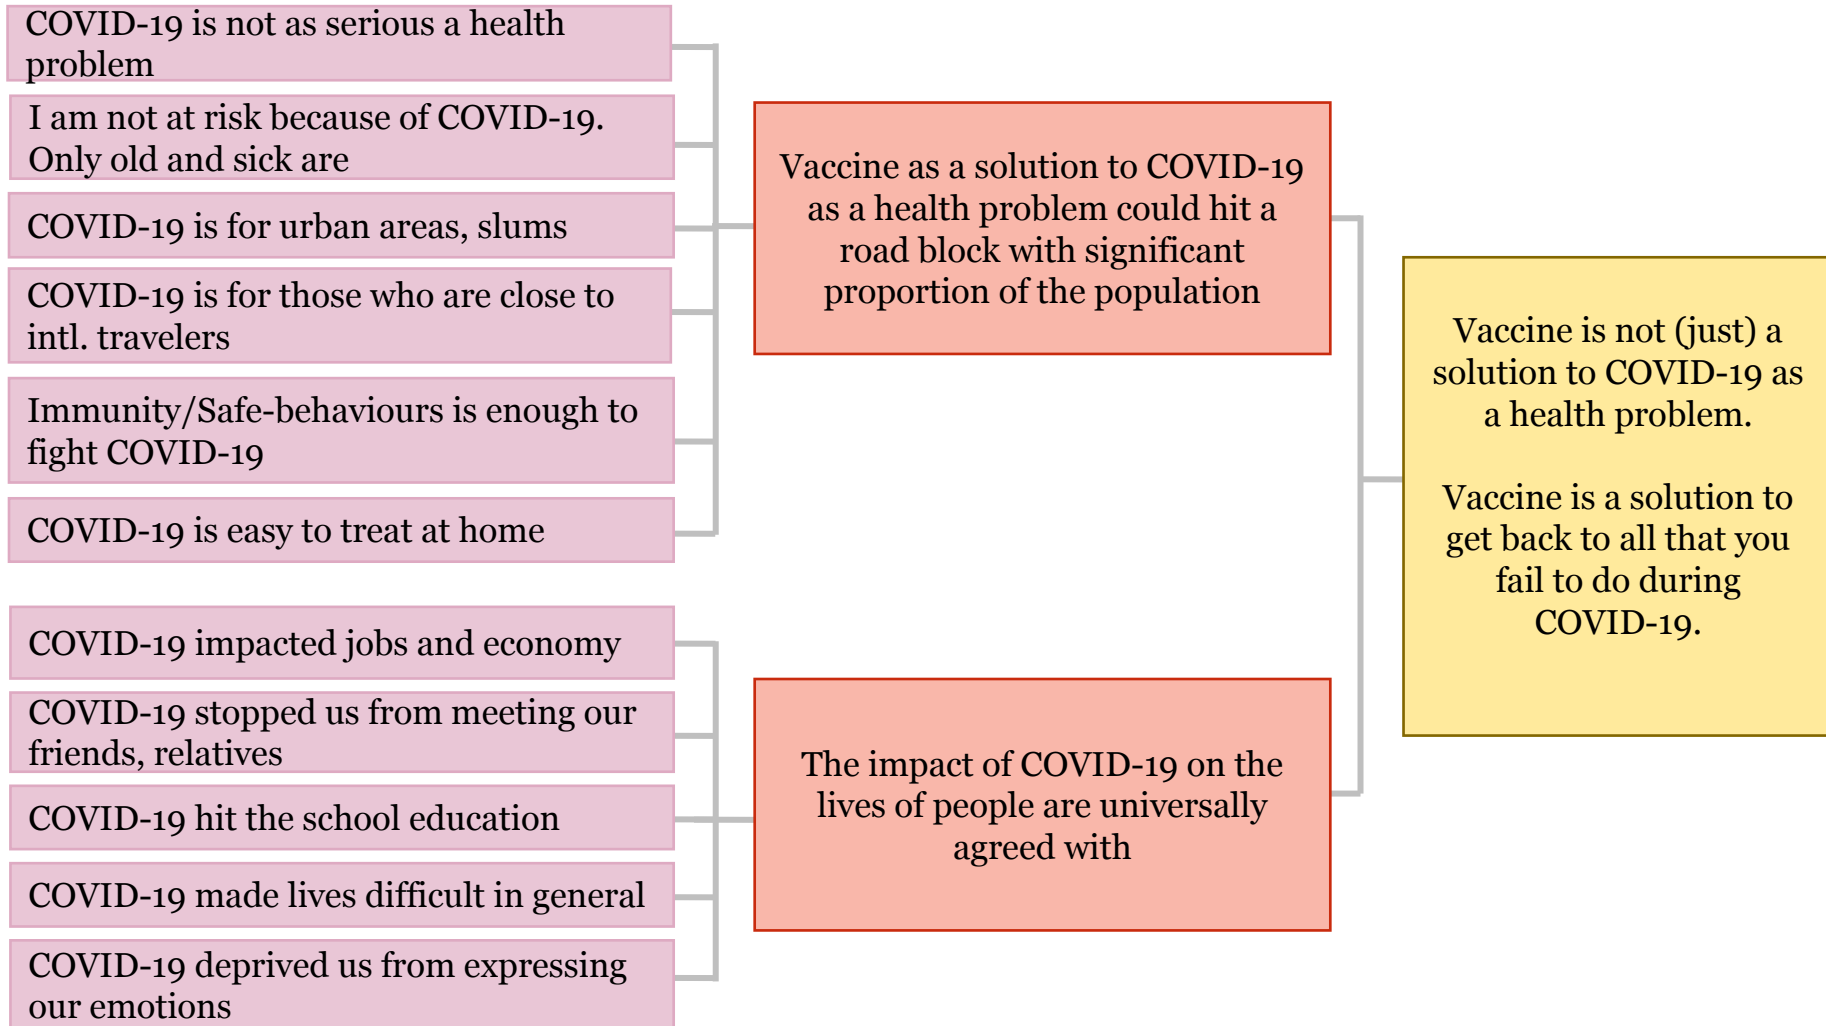 COVID-19 is not as serious a health
problem
I am not at risk because of COVID-19.
Only old and sick are
COVID-19 is for urban areas, slums
COVID-19 is for those who are close to
intl. travelers
Immunity/Safe-behaviours is enough to
fight COVID-19
COVID-19 is easy to treat at home
COVID-19 impacted jobs and economy
COVID-19 stopped us from meeting our
friends, relatives
COVID-19 hit the school education
COVID-19 made lives difficult in general
COVID-19 deprived us from expressing
our emotions
Vaccine as a solution to COVID-19
as a health problem could hit a
road block with significant
proportion of the population
The impact of COVID-19 on the
lives of people are universally
agreed with
Vaccine is not (just) a
solution to COVID-19 as
a health problem.
Vaccine is a solution to
get back to all that you
fail to do during
COVID-19.